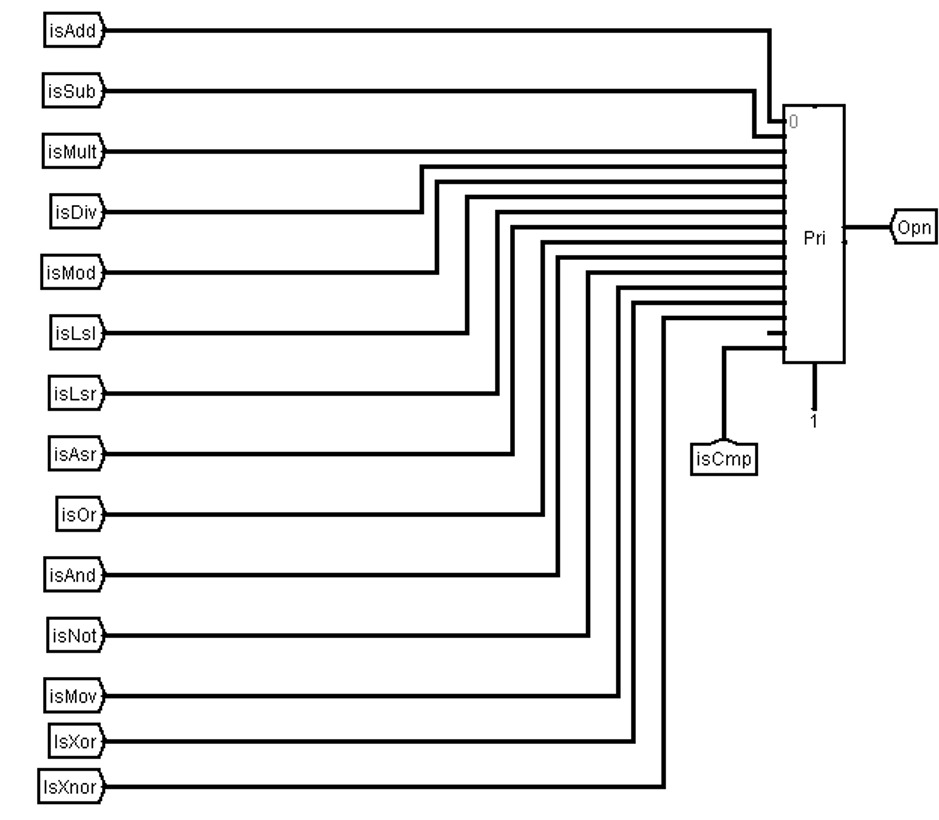 isAdd
isSub
0
isMult
isDiv
Opn
Pri
isMod
isLsl
isLsr
1
isAsr
isCmp
isOr
isAnd
isNot
isMov
IsXor
IsXnor